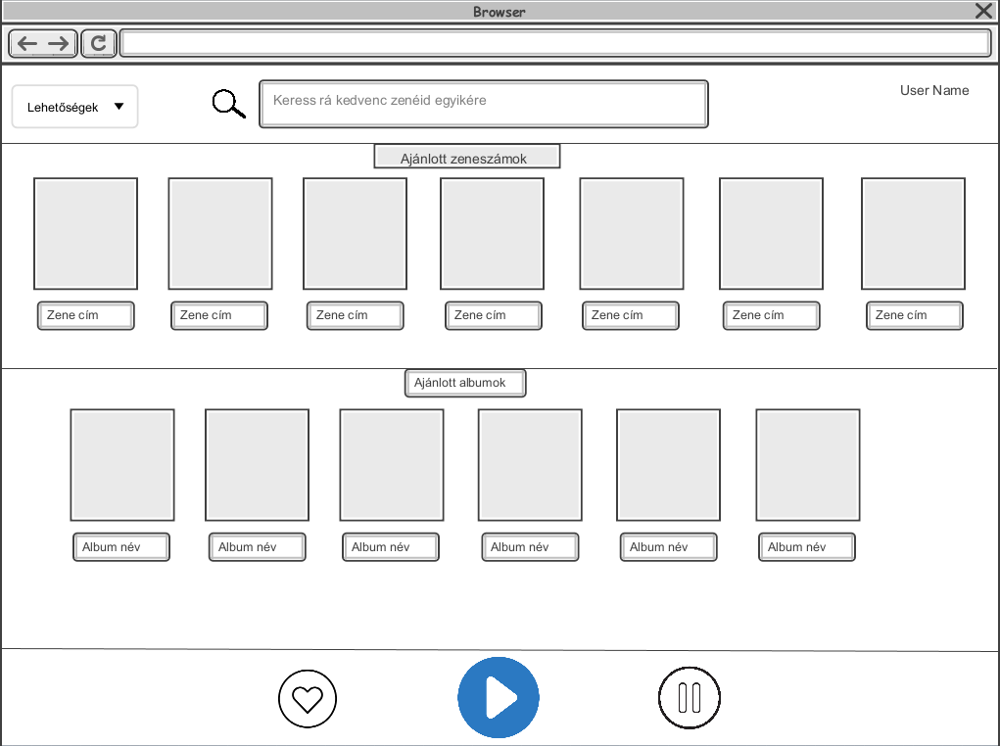 Browser
Lehetőségek
Keress rá kedvenc zenéid egyikére
User Name
Ajánlott zeneszámok
Zene cím
Zene cím
Zene cím
Zene cím
Zene cím
Zene cím
Zene cím
Ajánlott albumok
Album név
Album név
Album név
Album név
Album név
Album név